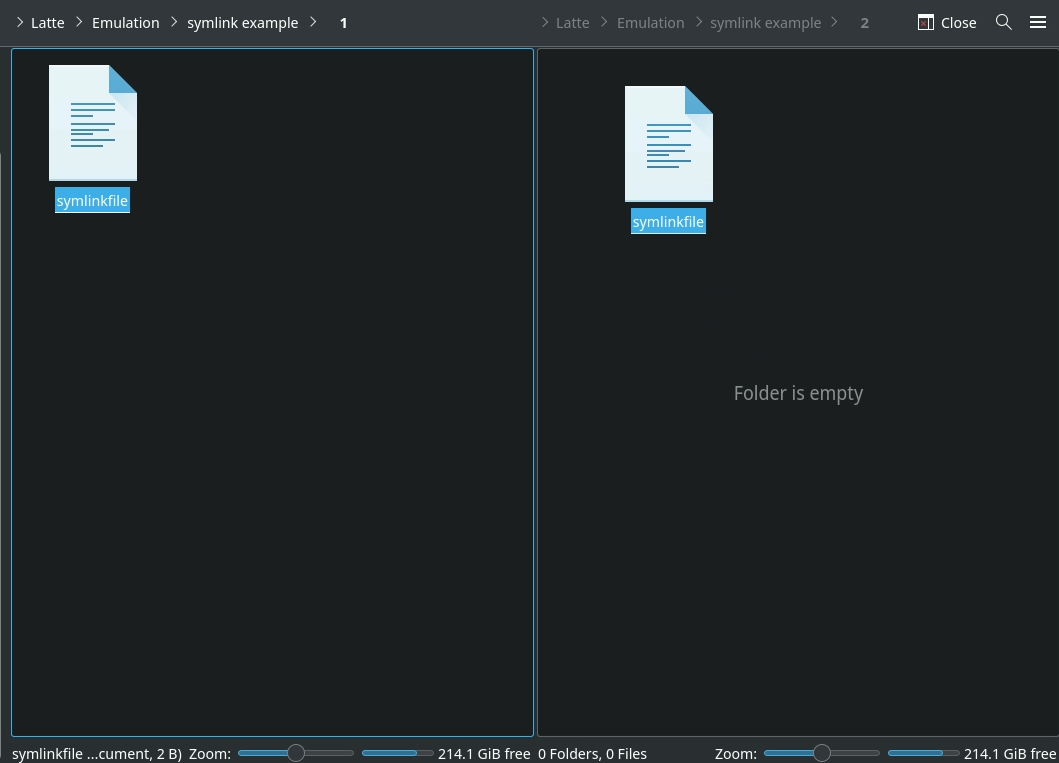 Latte Emulation symlink example 1
Latte Emulation symlink example 2 Close
symlinkfile
symlinkfile
Folder is empty
symlinkfile ...cument, 2 B) Zoom: 214.1 GiB free
0 Folders, 0 Files Zoom: 214.1 GiB free